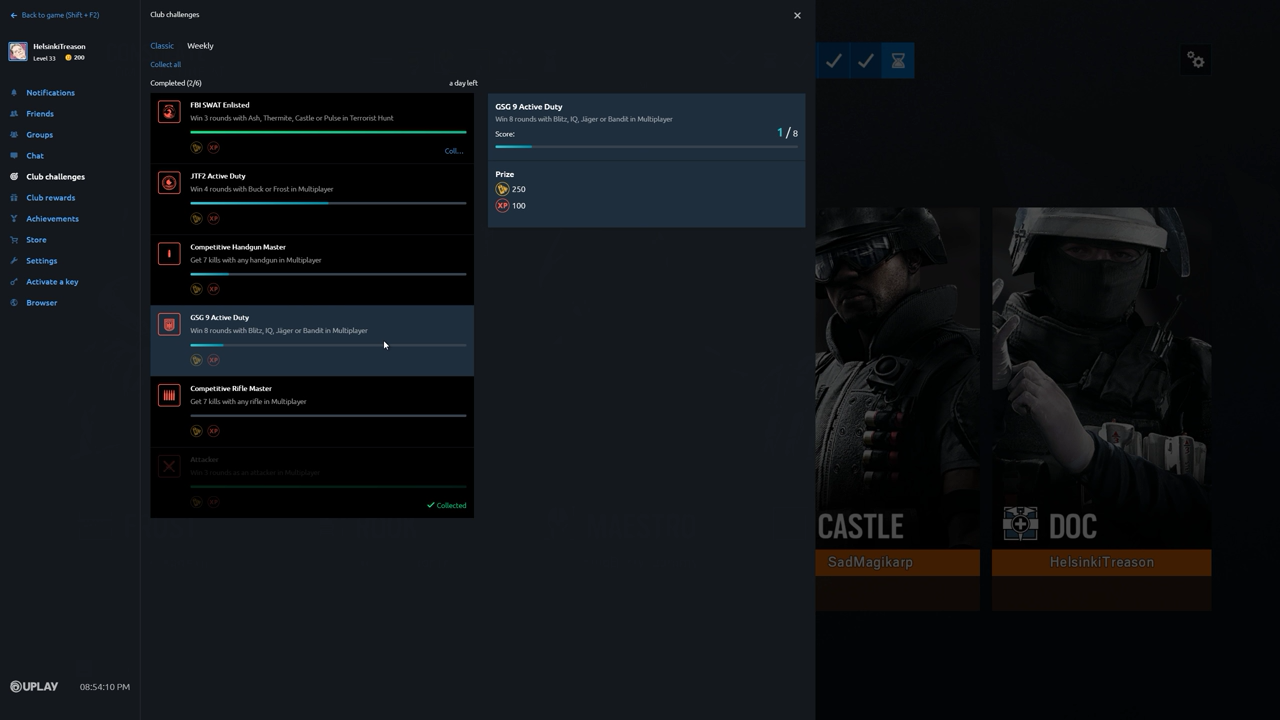 Back to game (Shift + F2)
HelsinkiTreason
Level 33
200
Notifications
Friends
Groups
Chat
Club challenges
Club rewards
Achievements
Store
Settings
Activate a key
Browser
UPLAY
08:54:10 PM
Club challenges
Classic
Weekly
Collect all
Completed (2/6)
a day left
FBI SWAT Enlisted
Win 3 rounds with Ash, Thermite, Castle or Pulse in Terrorist Hunt
XP
Coll...
JTF2 Active Duty
Win 4 rounds with Buck or Frost in Multiplayer
XP
Competitive Handgun Master
Get 7 kills with any handgun in Multiplayer
XP
GSG 9 Active Duty
Win 8 rounds with Blitz, IQ, Jäger or Bandit in Multiplayer
XP
Competitive Rifle Master
Get 7 kills with any rifle in Multiplayer
XP
Attacker
XP
Collected
GSG 9 Active Duty
Win 8 rounds with Blitz, IQ, Jäger or Bandit in Multiplayer
Score:
1 / 8
Prize
250
XP 100
CASTLE
SadMagikarp
DOC
HelsinkiTreason